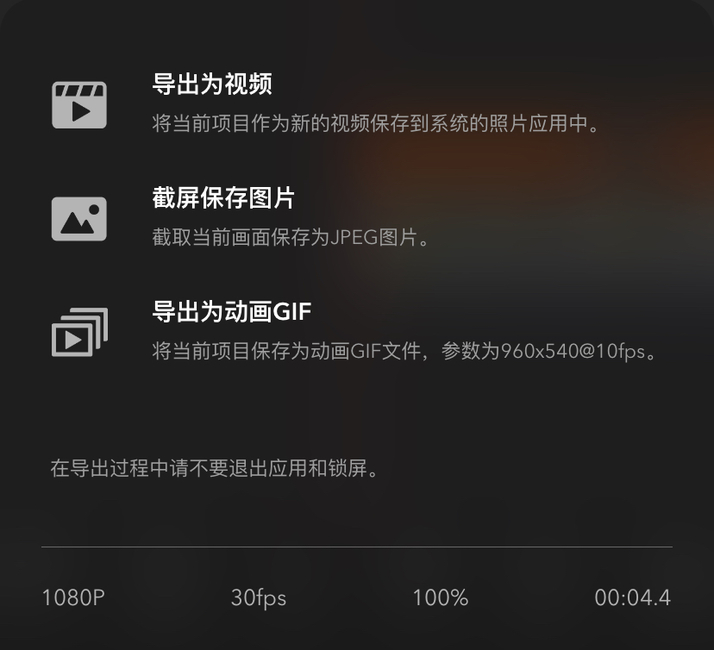 导出为视频
将当前项目作为新的视频保存到系统的照片应用中。
截屏保存图片
截取当前画面保存为JPEG图片。
导出为动画GIF
将当前项目保存为动画GIF文件，参数为960x540@10fps。
在导出过程中请不要退出应用和锁屏。
1080P 30fps 100% 00:04.4